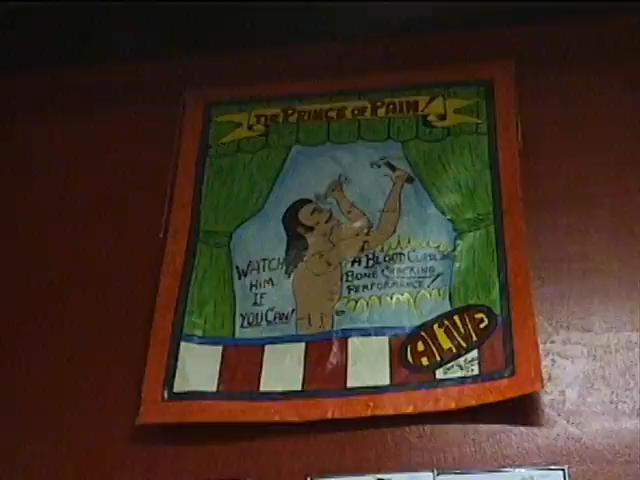 THE PRINCE OF PAIN!
WATCH
HIM
IF
YOU CAN!
A BLOOD CURDLING
BONE CRACKING
PERFORMANCE!
ALIVE